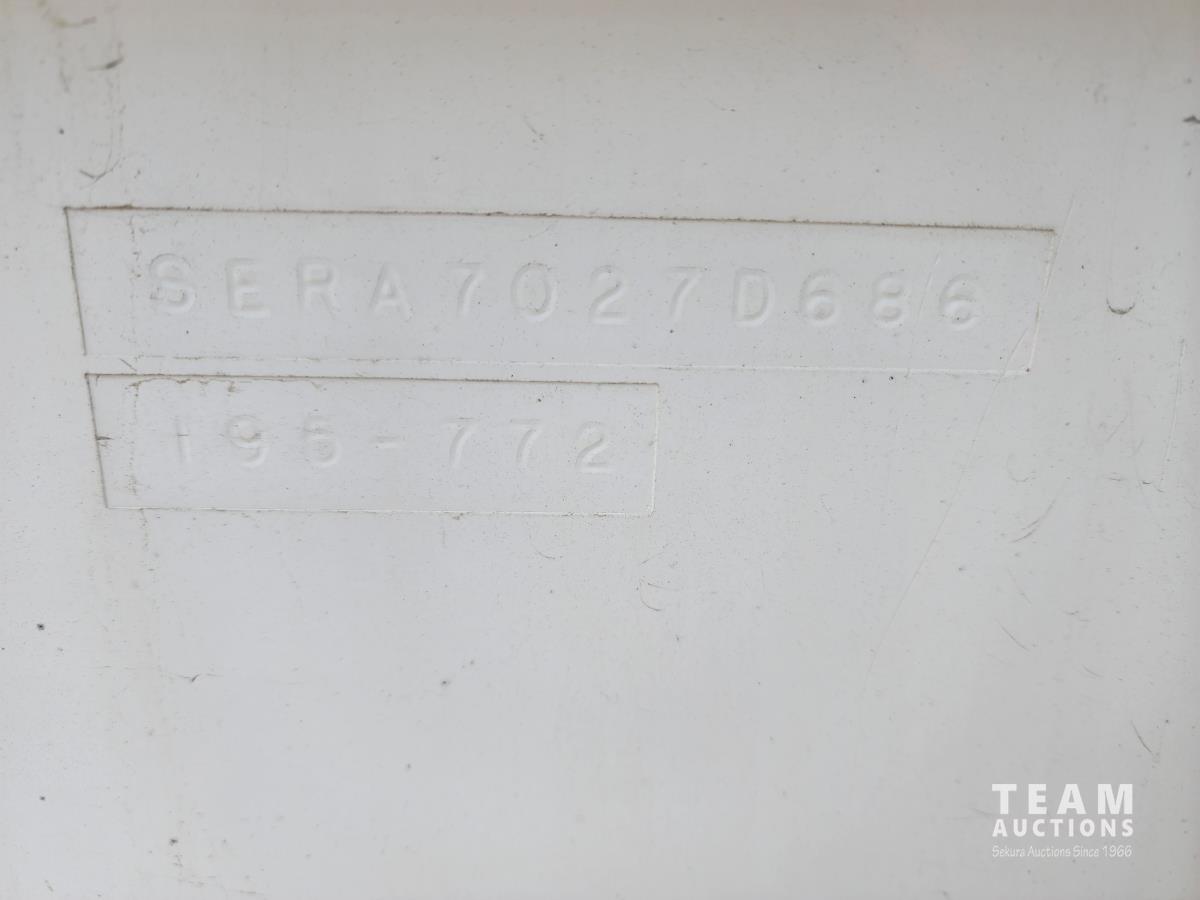 SERA7027D686
196-772
TEAM
AUCTIONS
Sekura Auctions Since 1966